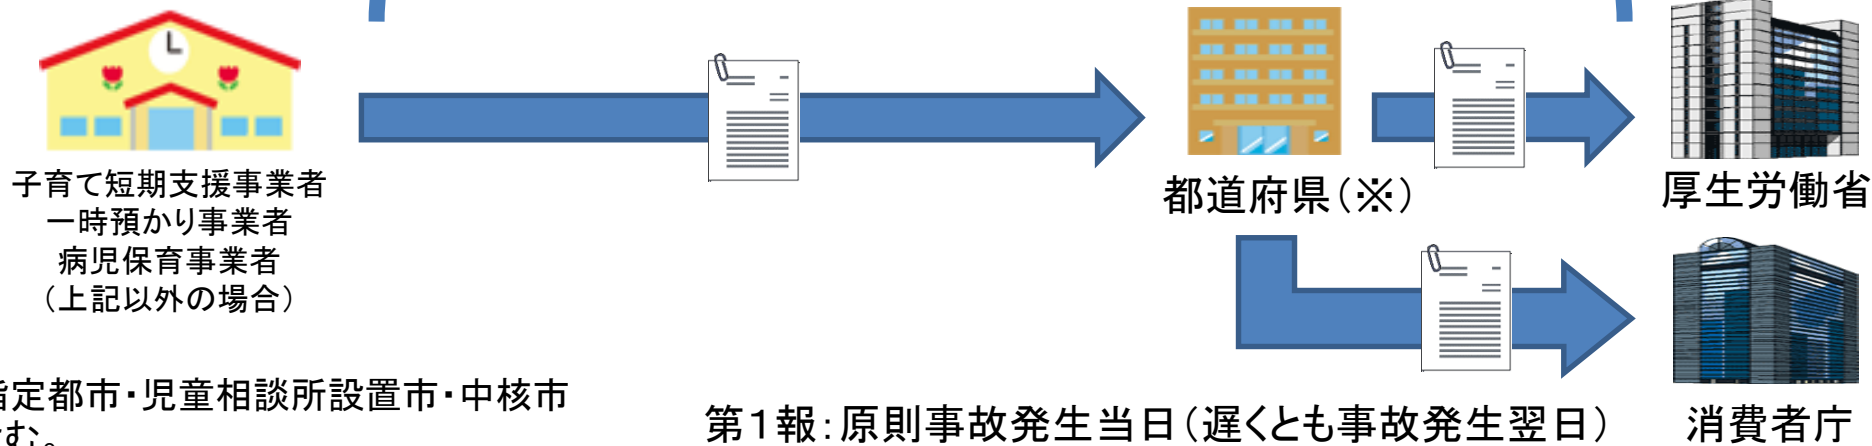 子育て短期支援事業者
一時預かり事業者
病児保育事業者
（上記以外の場合）
都道府県（※）
厚生労働省
定都市・児童相談所設置市・中核市
む。
第１報：原則事故発生当日（遅くとも事故発生翌日）
消費者庁